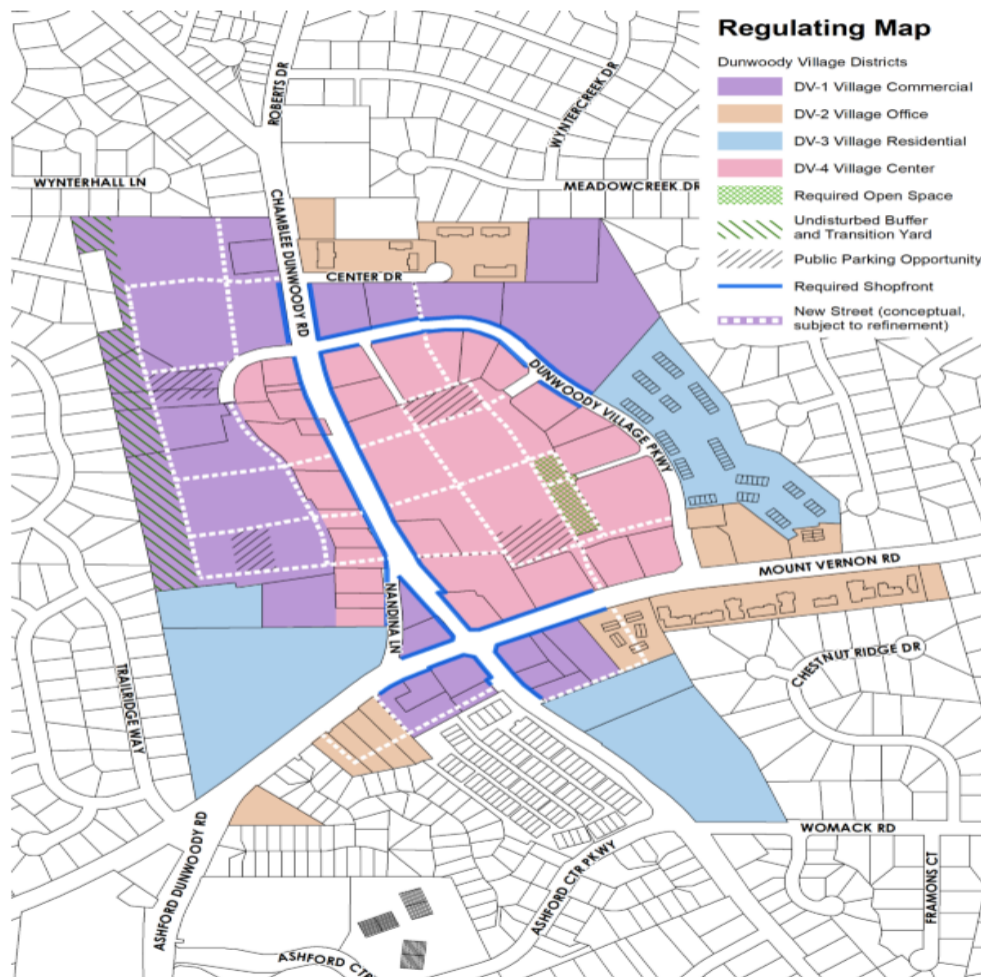 Regulating Map
Dunwoody Village Districts
DV-1 Village Commercial
DV-2 Village Office
DV-3 Village Residential
DV-4 Village Center
Required Open Space
Undisturbed Buffer
and Transition Yard
Public Parking Opportunity
Required Shopfront
New Street (conceptual,
subject to refinement)
ROBERTS DR
WYNTERCREEK DR
WYNTERHALL LN
MEADOWCREEK DR
CHAMBLEE DUNWOODY RD
CENTER DR
DUNWOODY VILLAGE PKWY
MOUNT VERNON RD
NANDINA LN
CHESTNUT RIDGE DR
TRAILRIDGE WAY
WOMACK RD
ASHFORD DUNWOODY RD
ASHFORD CTR PKWY
FRAMONS CT
ASHFORD CTR